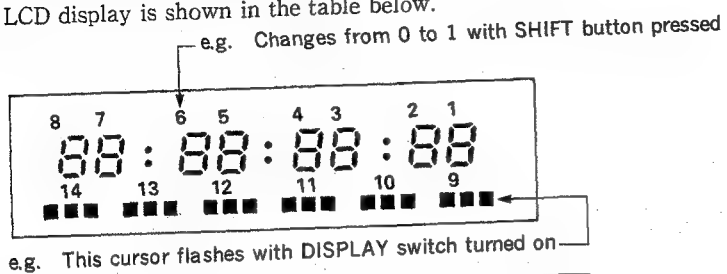 LCD display is shown in the table below.
e.g. Changes from 0 to 1 with SHIFT button pressed
8 7 6 5 4 3 2 1
88 : 88 : 88 : 88
14 13 12 11 10 9
e.g. This cursor flashes with DISPLAY switch turned on